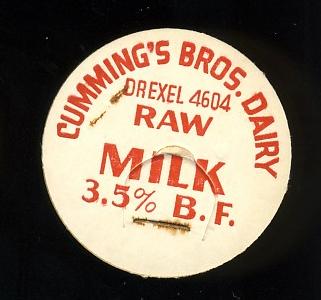 CUMMING'S BROS. DAIRY
DREXEL 4604
RAW
MILK
3.5% B.F.